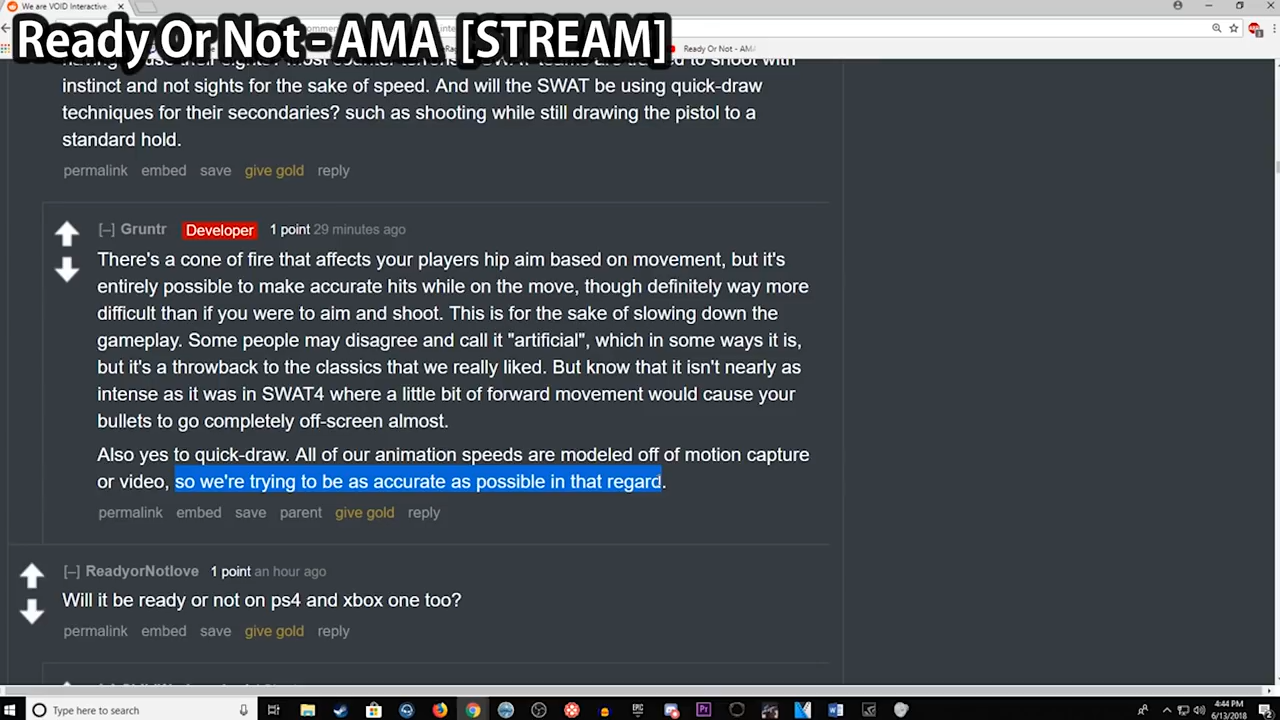 We are VOID Interactive,
Ready Or Not - AMA [STREAM]
Ready Or Not - AMA
instinct and not sights for the sake of speed. And will the SWAT be using quick-draw
techniques for their secondaries? such as shooting while still drawing the pistol to a
standard hold.
permalink embed save give gold reply
[–] Gruntr Developer 1 point 29 minutes ago
There's a cone of fire that affects your players hip aim based on movement, but it's
entirely possible to make accurate hits while on the move, though definitely way more
difficult than if you were to aim and shoot. This is for the sake of slowing down the
gameplay. Some people may disagree and call it "artificial", which in some ways it is,
but it's a throwback to the classics that we really liked. But know that it isn't nearly as
intense as it was in SWAT4 where a little bit of forward movement would cause your
bullets to go completely off-screen almost.
Also yes to quick-draw. All of our animation speeds are modeled off of motion capture
or video, so we're trying to be as accurate as possible in that regard.
permalink embed save parent give gold reply
[–] ReadyorNotlove 1 point an hour ago
Will it be ready or not on ps4 and xbox one too?
permalink embed save give gold reply
Type here to search
4:44 PM
6/13/2018